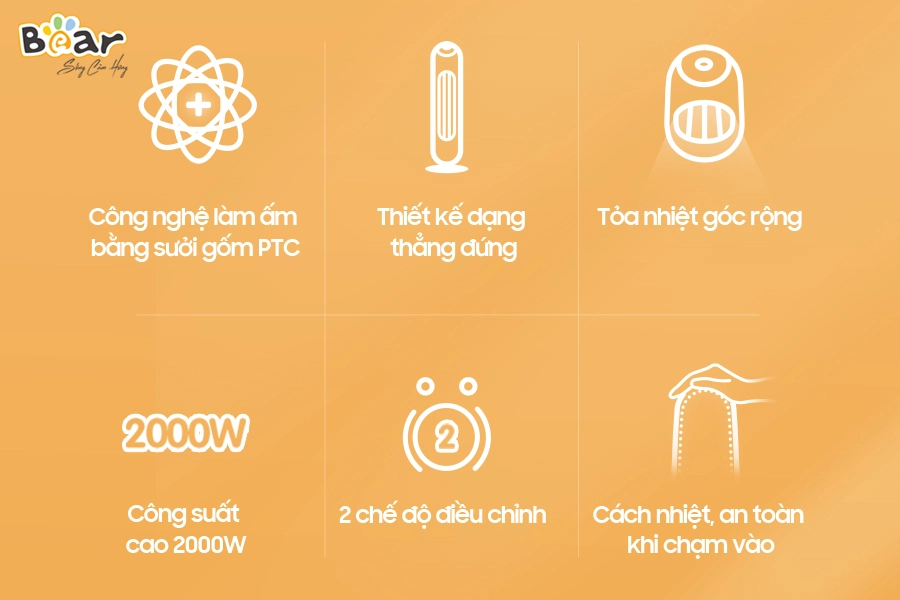 Bear
Sống Cảm Hứng
Công nghệ làm ấm
bằng sưởi gốm PTC
Thiết kế dạng
thẳng đứng
Tỏa nhiệt góc rộng
2000W
Công suất
cao 2000W
2
2 chế độ điều chỉnh
Cách nhiệt, an toàn
khi chạm vào